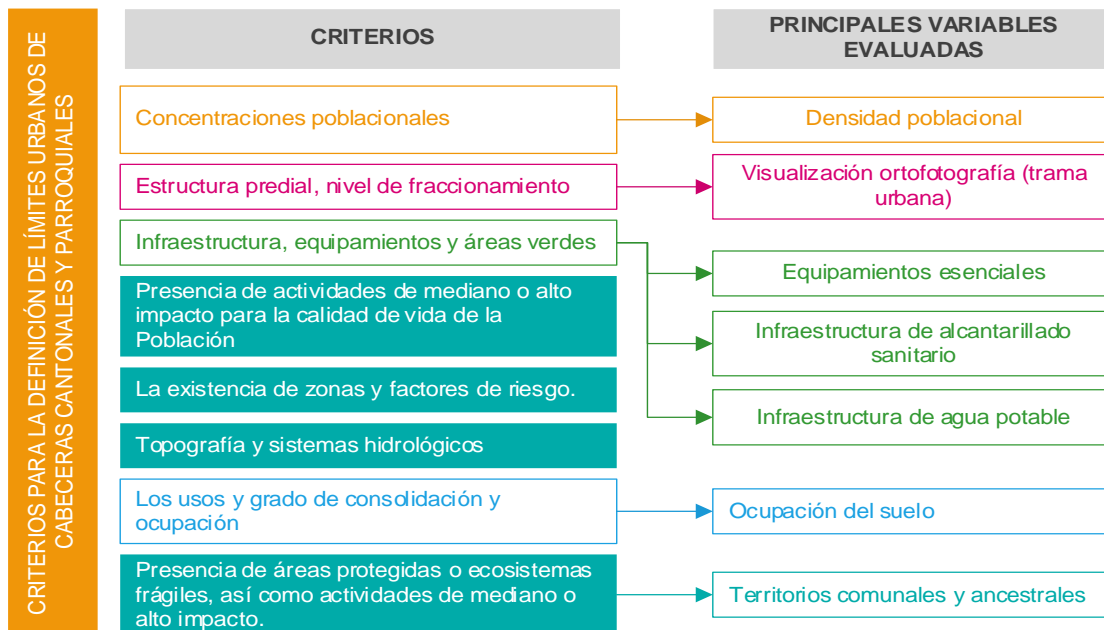 CRITERIOS PARA LA DEFINICIÓN DE LÍMITES URBANOS DE
CABECERAS CANTONALES Y PARROQUIALES
CRITERIOS
PRINCIPALES VARIABLES
EVALUADAS
Concentraciones poblacionales
Densidad poblacional
Estructura predial, nivel de fraccionamiento
Visualización ortofotografía (trama
urbana)
Infraestructura, equipamientos y áreas verdes
Equipamientos esenciales
Infraestructura de alcantarillado
sanitario
Infraestructura de agua potable
Presencia de actividades de mediano o alto
impacto para la calidad de vida de la
Población
La existencia de zonas y factores de riesgo.
Topografía y sistemas hidrológicos
Los usos y grado de consolidación y
ocupación
Ocupación del suelo
Presencia de áreas protegidas o ecosistemas
frágiles, así como actividades de mediano o
alto impacto.
Territorios comunales y ancestrales